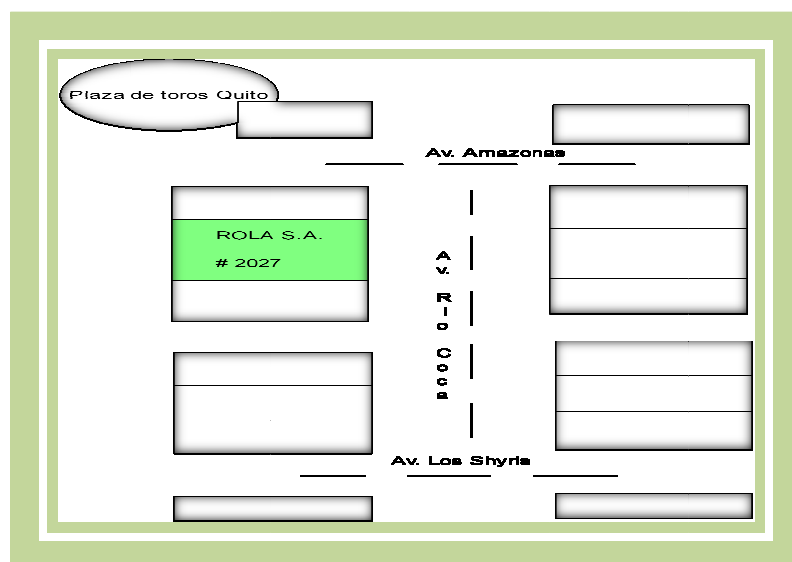 Plaza de toros Quito
Av. Amazonas
ROLA S.A.
# 2027
Av. Rio Coca
Av. Los Shyris